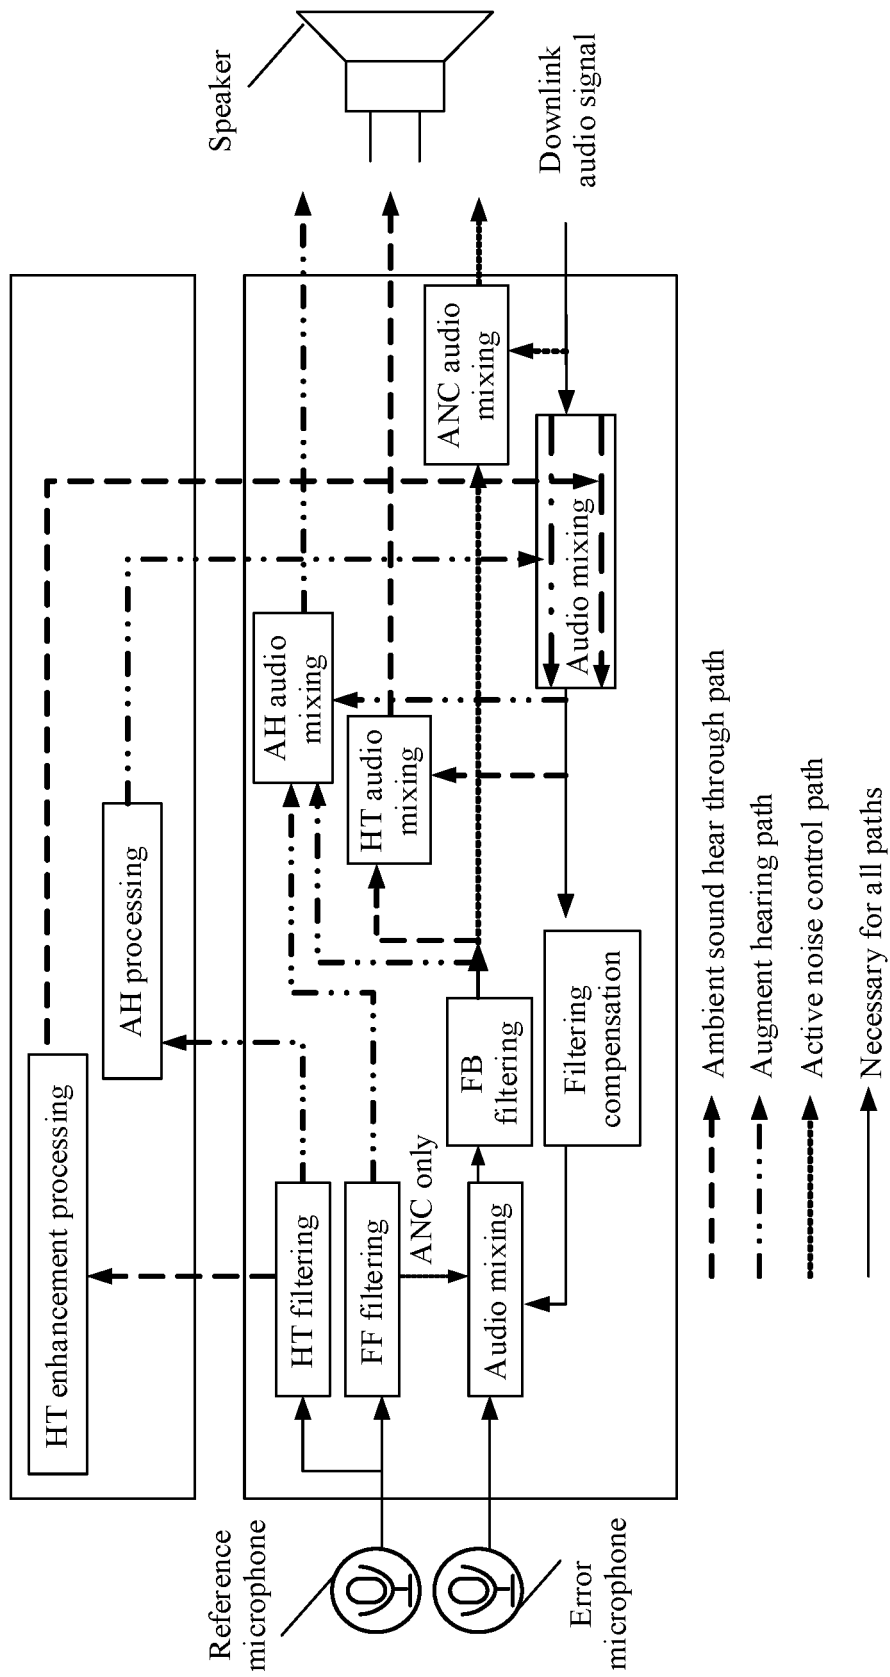 HT enhancement processing
AH processing
Reference
microphone
HT filtering
FF filtering
ANC only
AH audio
mixing
HT audio
mixing
Speaker
Error
microphone
Audio mixing
FB
filtering
Filtering
compensation
ANC audio
mixing
Audio mixing
Downlink
audio signal
Ambient sound hear through path
Augment hearing path
Active noise control path
Necessary for all paths